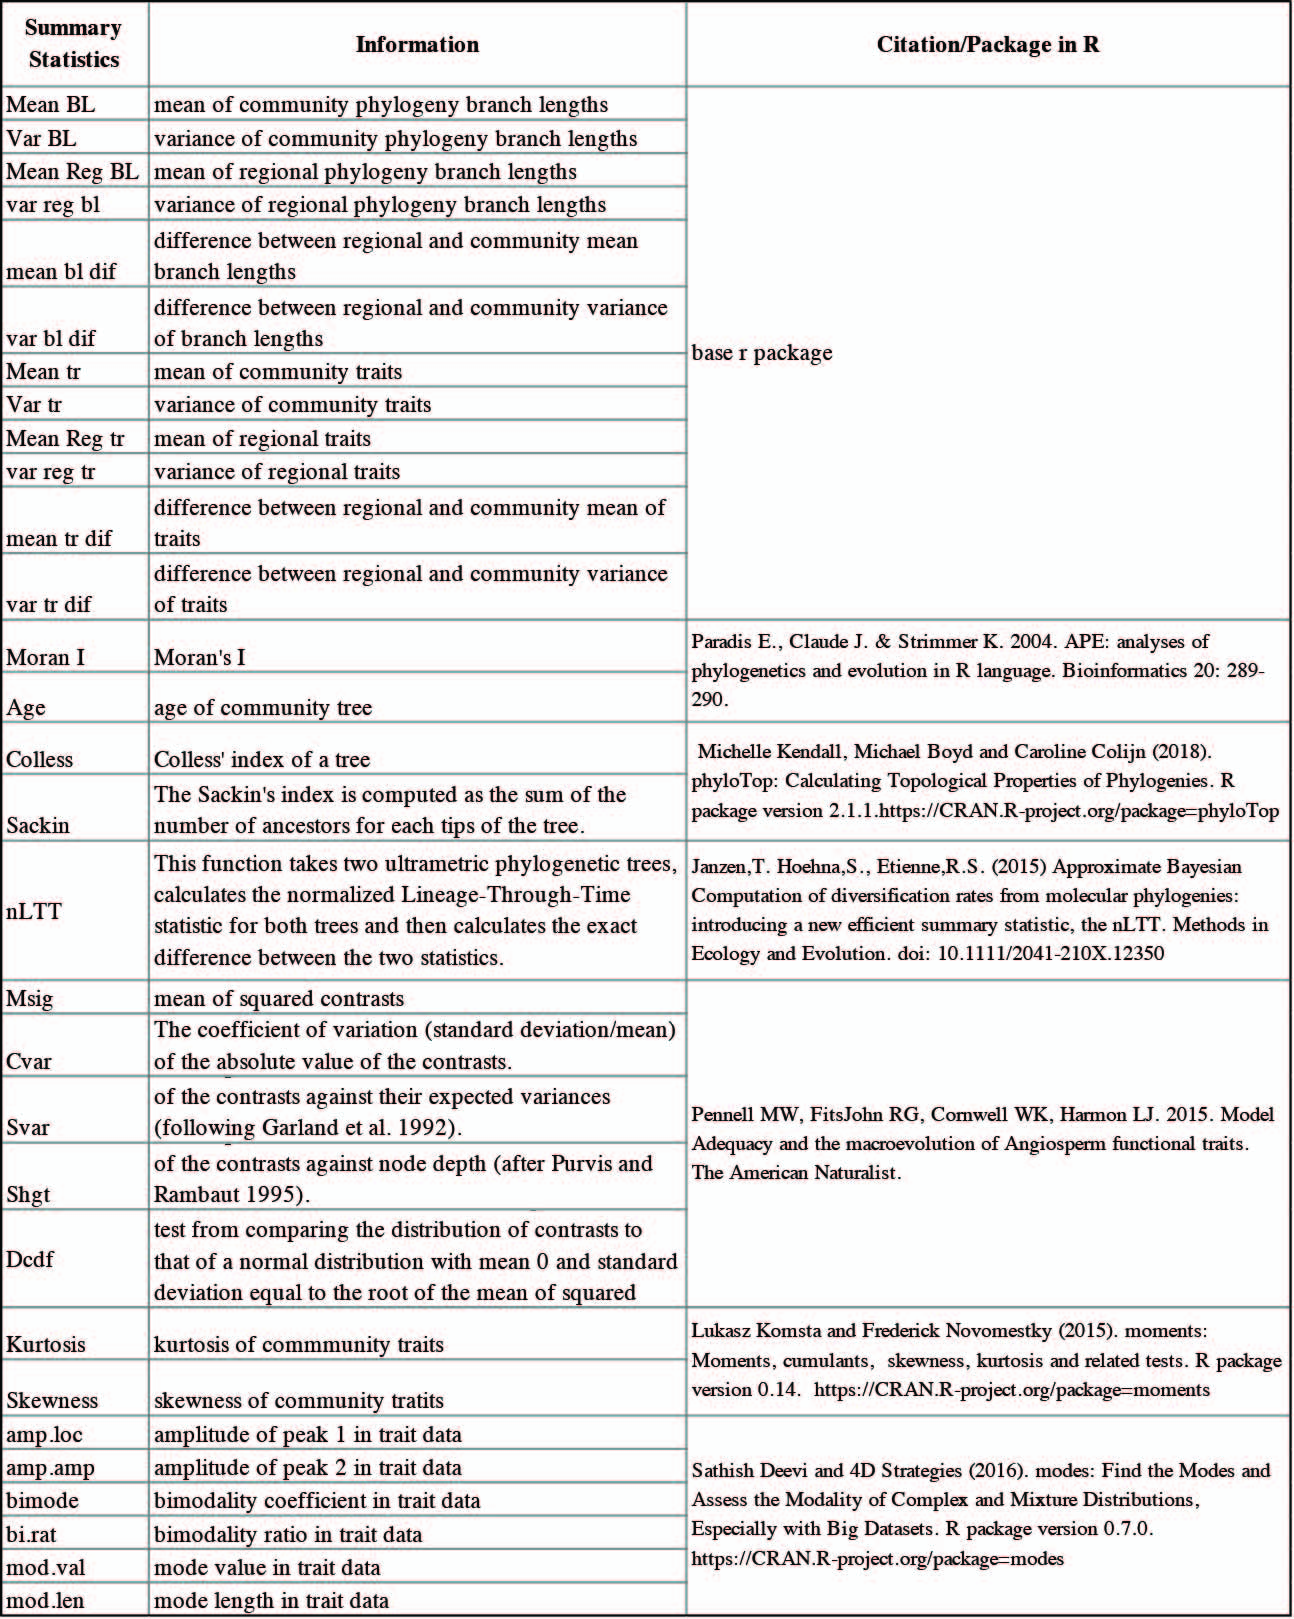 Summary
Statistics
Information
Citation/Package in R
Mean BL
mean of community phylogeny branch lengths
Var BL
variance of community phylogeny branch lengths
Mean Reg BL
mean of regional phylogeny branch lengths
var reg bl
variance of regional phylogeny branch lengths
mean bl dif
difference between regional and community mean
branch lengths
var bl dif
difference between regional and community variance
of branch lengths
Mean tr
mean of community traits
Var tr
variance of community traits
Mean Reg tr
mean of regional traits
var reg tr
variance of regional traits
mean tr dif
difference between regional and community mean of
traits
var tr dif
difference between regional and community variance
of traits
base r package
Moran I
Moran's I
Age
age of community tree
Paradis E., Claude J. & Strimmer K. 2004. APE: analyses of
phylogenetics and evolution in R language. Bioinformatics 20: 289-
290.
Colless
Colless' index of a tree
Sackin
The Sackin's index is computed as the sum of the
number of ancestors for each tips of the tree.
Michelle Kendall, Michael Boyd and Caroline Colijn (2018).
phyloTop: Calculating Topological Properties of Phylogenies. R
package version 2.1.1.https://CRAN.R-project.org/package=phyloTop
nLTT
This function takes two ultrametric phylogenetic trees,
calculates the normalized Lineage-Through-Time
statistic for both trees and then calculates the exact
difference between the two statistics.
Janzen,T. Hoehna,S., Etienne,R.S. (2015) Approximate Bayesian
Computation of diversification rates from molecular phylogenies:
introducing a new efficient summary statistic, the nLTT. Methods in
Ecology and Evolution. doi: 10.1111/2041-210X.12350
Msig
mean of squared contrasts
Cvar
The coefficient of variation (standard deviation/mean)
of the absolute value of the contrasts.
Svar
of the contrasts against their expected variances
(following Garland et al. 1992).
Shgt
of the contrasts against node depth (after Purvis and
Rambaut 1995).
Dcdf
test from comparing the distribution of contrasts to
that of a normal distribution with mean 0 and standard
deviation equal to the root of the mean of squared
Pennell MW, FitsJohn RG, Cornwell WK, Harmon LJ. 2015. Model
Adequacy and the macroevolution of Angiosperm functional traits.
The American Naturalist.
Kurtosis
kurtosis of commmunity traits
Skewness
skewness of community tratits
Lukasz Komsta and Frederick Novomestky (2015). moments:
Moments, cumulants, skewness, kurtosis and related tests. R package
version 0.14. https://CRAN.R-project.org/package=moments
amp.loc
amplitude of peak 1 in trait data
amp.amp
amplitude of peak 2 in trait data
bimode
bimodality coefficient in trait data
bi.rat
bimodality ratio in trait data
mod.val
mode value in trait data
mod.len
mode length in trait data
Sathish Deevi and 4D Strategies (2016). modes: Find the Modes and
Assess the Modality of Complex and Mixture Distributions,
Especially with Big Datasets. R package version 0.7.0.
https://CRAN.R-project.org/package=modes